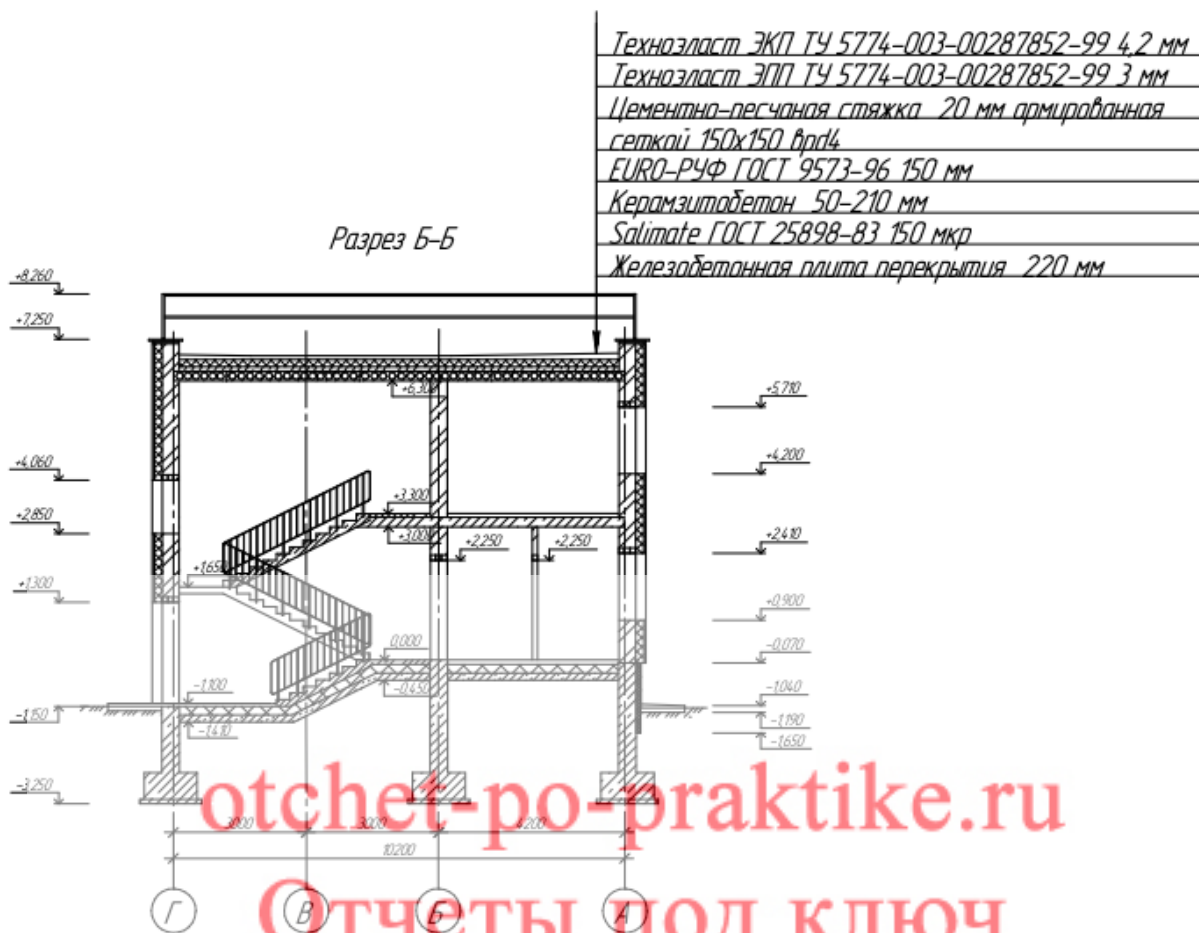 Техноэласт ЭКП ТУ 5774-003-00287852-99 4,2 мм
Техноэласт ЭПП ТУ 5774-003-00287852-99 3 мм
Цементно-песчаная стяжка 20 мм армированная
сеткой 150х150 Врd4
EURO-РУФ ГОСТ 9573-96 150 мм
Керамзитобетон 50-210 мм
Salimate ГОСТ 25898-83 150 мкр
Железобетонная плита перекрытия 220 мм
Разрез Б-Б
+8,260
+7,250
+6,30
+5,710
+4,060
+4,200
+3,300
+2,850
+3,000
+2,250
+2,250
+2,410
+1,650
+1,300
+0,900
0,000
-0,070
-0,450
-1,100
-1,040
-1,150
-1,190
-1,410
-1,650
-3,250
otchet-po-praktike.ru
3000
3000
4200
10200
Г
В
Б
А
Отчеты под ключ